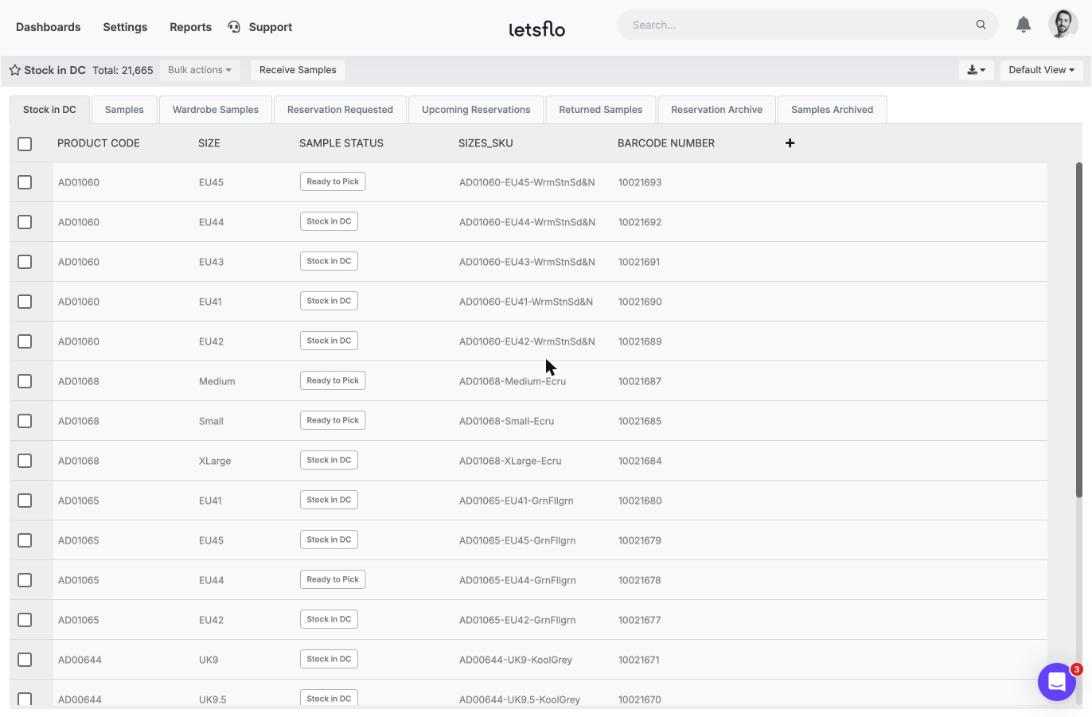 Dashboards Settings Reports Support letsflo Search...
Stock in DC Total: 21,665 Bulk actions Receive Samples Default View
Stock in DC Samples Wardrobe Samples Reservation Requested Upcoming Reservations Returned Samples Reservation Archive Samples Archived
PRODUCT CODE SIZE SAMPLE STATUS SIZES_SKU BARCODE NUMBER +
AD01060 EU45 Ready to Pick AD01060-EU45-WrmStnSd&N 10021693
AD01060 EU44 Stock in DC AD01060-EU44-WrmStnSd&N 10021692
AD01060 EU43 Stock in DC AD01060-EU43-WrmStnSd&N 10021691
AD01060 EU41 Stock in DC AD01060-EU41-WrmStnSd&N 10021690
AD01060 EU42 Stock in DC AD01060-EU42-WrmStnSd&N 10021689
AD01068 Medium Ready to Pick AD01068-Medium-Ecru 10021687
AD01068 Small Ready to Pick AD01068-Small-Ecru 10021685
AD01068 XLarge Stock in DC AD01068-XLarge-Ecru 10021684
AD01065 EU41 Stock in DC AD01065-EU41-GrnFllgrn 10021680
AD01065 EU45 Stock in DC AD01065-EU45-GrnFllgrn 10021679
AD01065 EU44 Ready to Pick AD01065-EU44-GrnFllgrn 10021678
AD01065 EU42 Stock in DC AD01065-EU42-GrnFllgrn 10021677
AD00644 UK9 Stock in DC AD00644-UK9-KoolGrey 10021671
AD00644 UK9.5 Stock in DC AD00644-UK9.5-KoolGrey 10021670
3